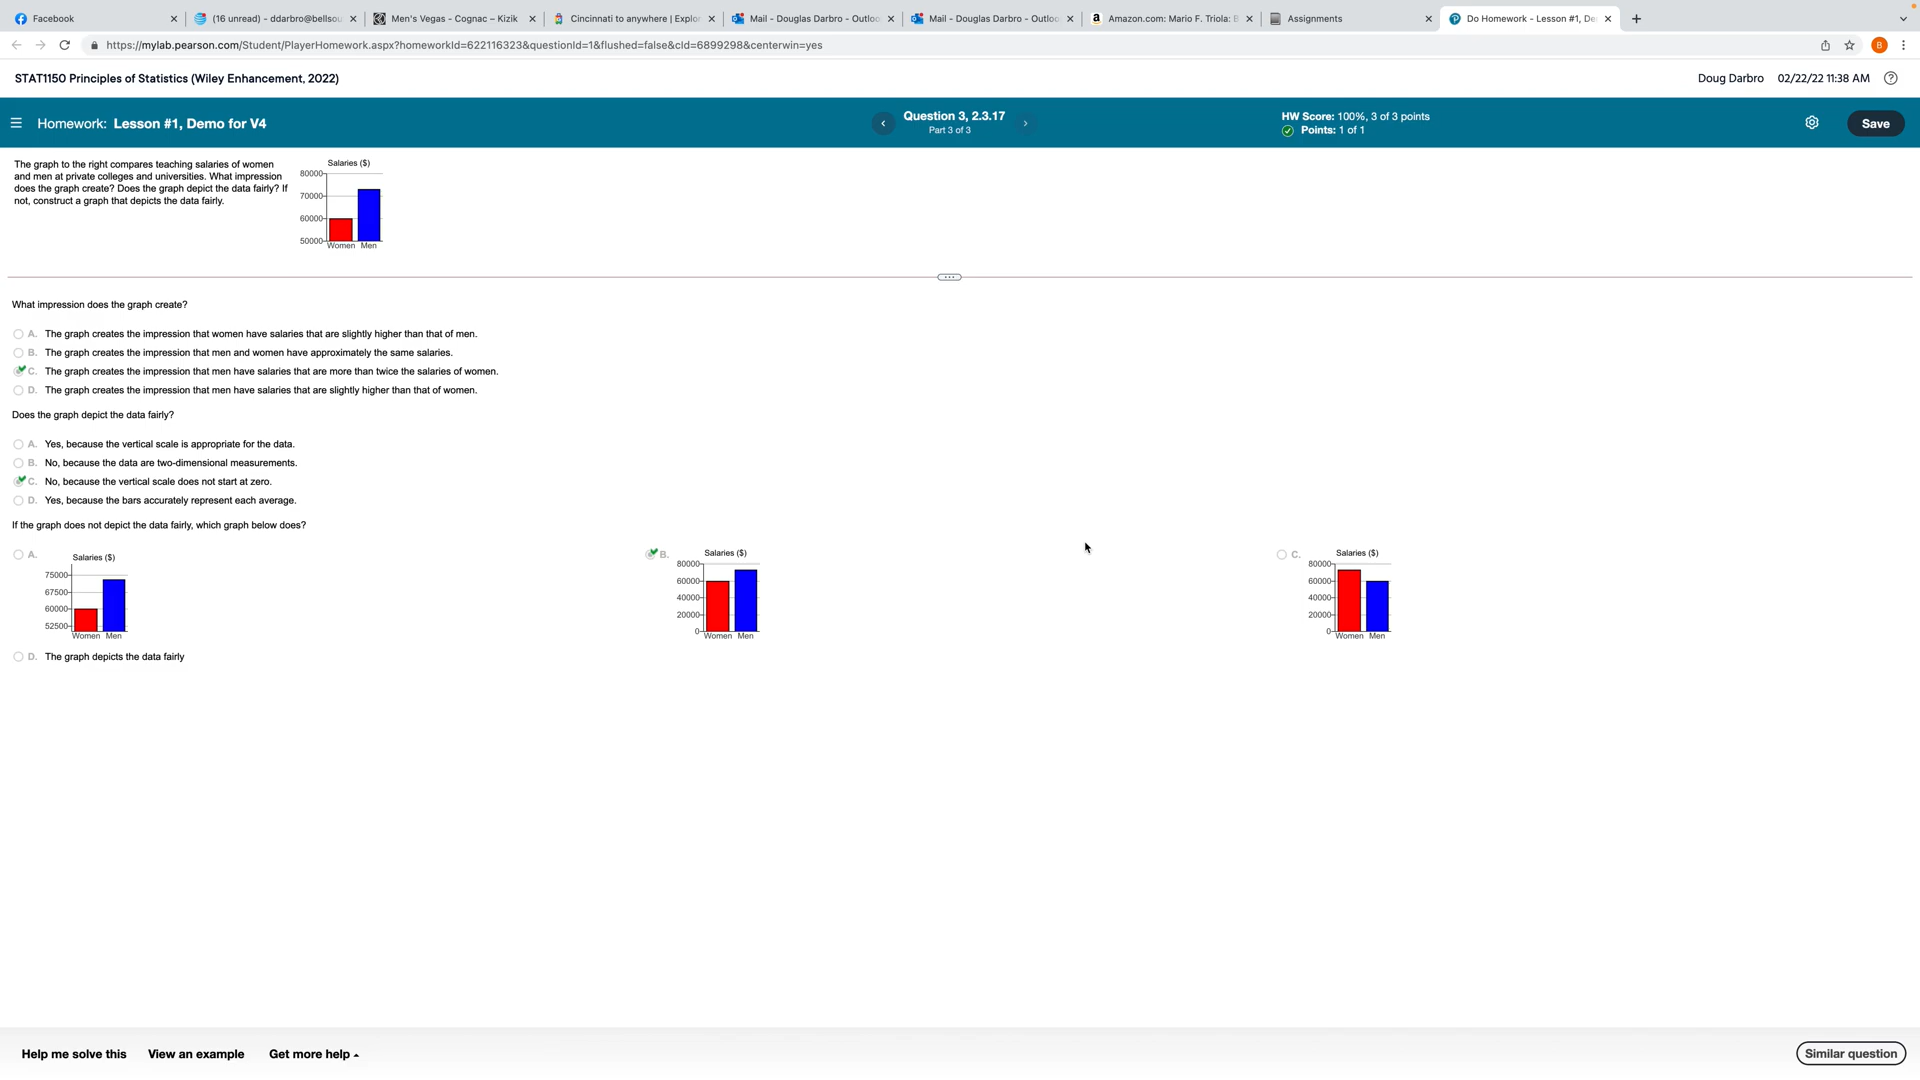 Facebook
(16 unread) - ddarbro@bellsou
Men's Vegas - Cognac – Kizik
Cincinnati to anywhere | Explor
Mail - Douglas Darbro - Outloo
Mail - Douglas Darbro - Outloo
Amazon.com: Mario F. Triola: B
Assignments
Do Homework - Lesson #1, De
https://mylab.pearson.com/Student/PlayerHomework.aspx?homeworkId=622116323&questionId=1&flushed=false&cId=6899298&centerwin=yes
B
STAT1150 Principles of Statistics (Wiley Enhancement, 2022)
Doug Darbro 02/22/22 11:38 AM
Homework: Lesson #1, Demo for V4
Question 3, 2.3.17
Part 3 of 3
HW Score: 100%, 3 of 3 points
Points: 1 of 1
Save
The graph to the right compares teaching salaries of women
and men at private colleges and universities. What impression
does the graph create? Does the graph depict the data fairly? If
not, construct a graph that depicts the data fairly.
Salaries ($)
80000
70000
60000
50000
Women Men
What impression does the graph create?
A. The graph creates the impression that women have salaries that are slightly higher than that of men.
B. The graph creates the impression that men and women have approximately the same salaries.
C. The graph creates the impression that men have salaries that are more than twice the salaries of women.
D. The graph creates the impression that men have salaries that are slightly higher than that of women.
Does the graph depict the data fairly?
A. Yes, because the vertical scale is appropriate for the data.
B. No, because the data are two-dimensional measurements.
C. No, because the vertical scale does not start at zero.
D. Yes, because the bars accurately represent each average.
If the graph does not depict the data fairly, which graph below does?
A.
Salaries ($)
75000
67500
60000
52500
Women Men
B.
Salaries ($)
80000
60000
40000
20000
0
Women Men
C.
Salaries ($)
80000
60000
40000
20000
0
Women Men
D. The graph depicts the data fairly
Help me solve this
View an example
Get more help
Similar question